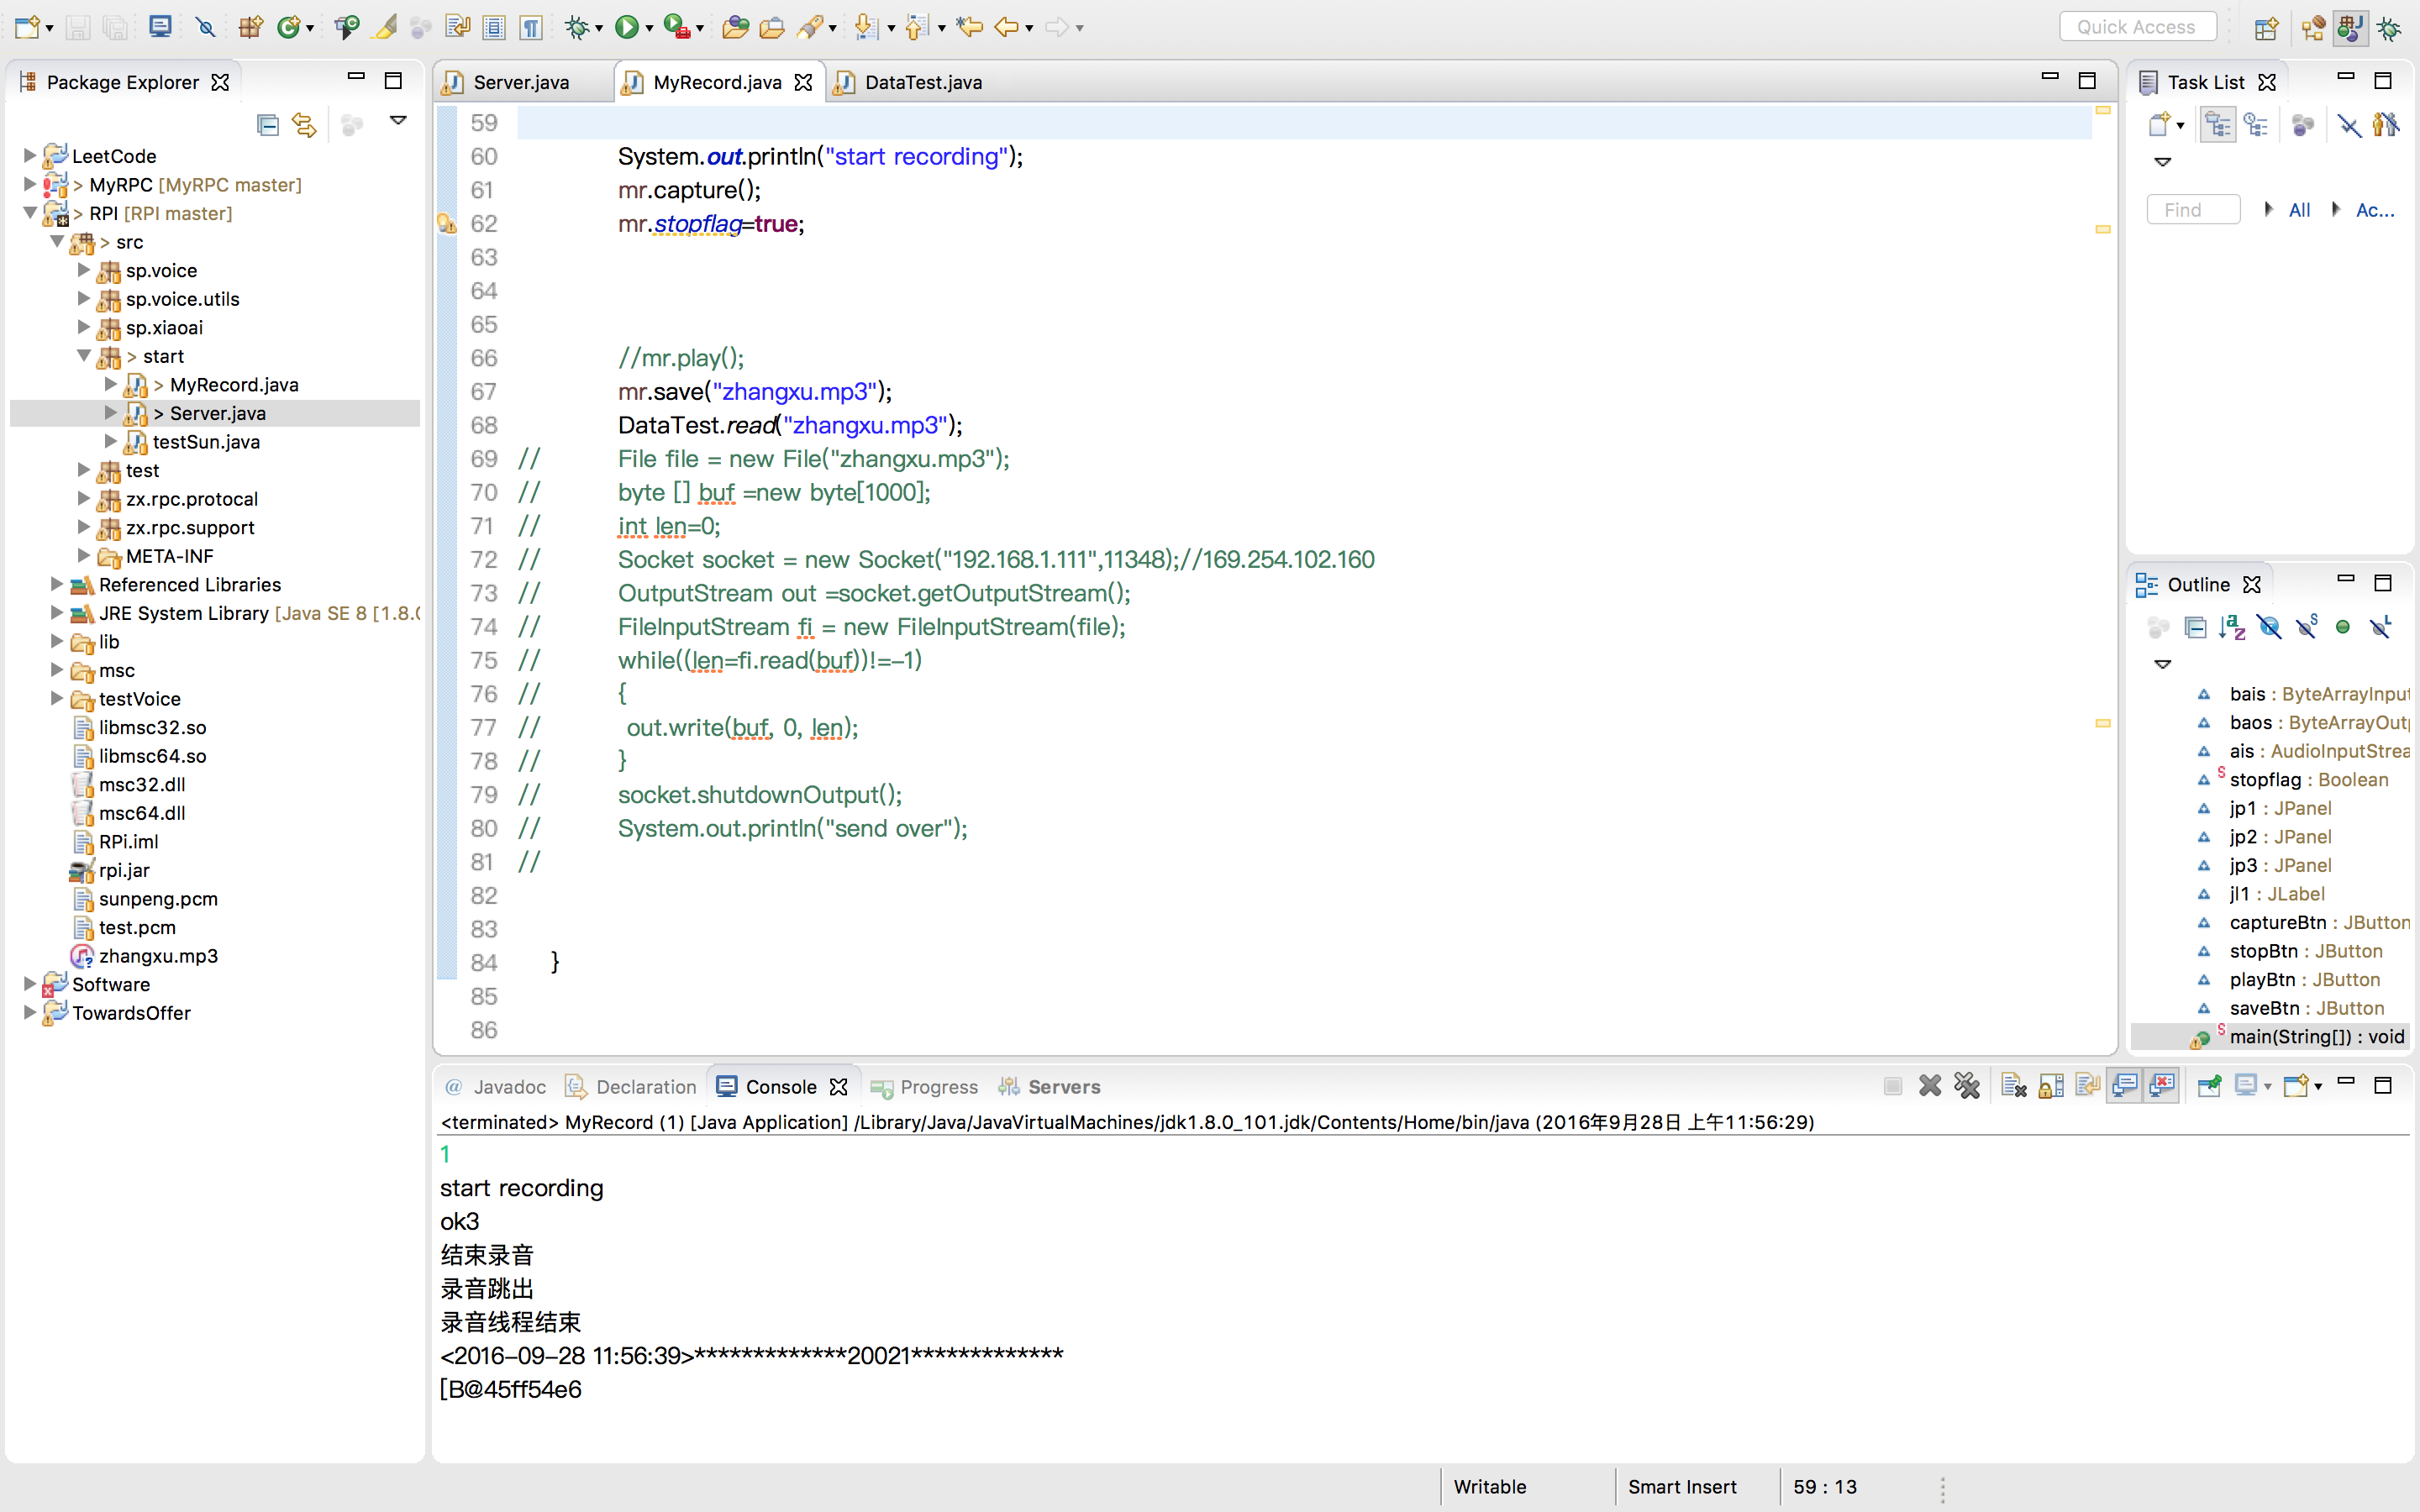 Quick Access
Package Explorer
LeetCode
> MyRPC [MyRPC master]
> RPI [RPI master]
> src
sp.voice
sp.voice.utils
sp.xiaoai
> start
> MyRecord.java
> Server.java
testSun.java
test
zx.rpc.protocal
zx.rpc.support
META-INF
Referenced Libraries
JRE System Library [Java SE 8 [1.8.0
lib
msc
testVoice
libmsc32.so
libmsc64.so
msc32.dll
msc64.dll
RPi.iml
rpi.jar
sunpeng.pcm
test.pcm
zhangxu.mp3
Software
TowardsOffer
Server.java
MyRecord.java
DataTest.java
59
60 System.out.println("start recording");
61 mr.capture();
62 mr.stopflag=true;
63
64
65
66 //mr.play();
67 mr.save("zhangxu.mp3");
68 DataTest.read("zhangxu.mp3");
69 // File file = new File("zhangxu.mp3");
70 // byte [] buf =new byte[1000];
71 // int len=0;
72 // Socket socket = new Socket("192.168.1.111",11348);//169.254.102.160
73 // OutputStream out =socket.getOutputStream();
74 // FileInputStream fi = new FileInputStream(file);
75 // while((len=fi.read(buf))!=-1)
76 // {
77 // out.write(buf, 0, len);
78 // }
79 // socket.shutdownOutput();
80 // System.out.println("send over");
81 //
82
83
84 }
85
86
Task List
Find
All
Ac...
Outline
bais : ByteArrayInput
baos : ByteArrayOutp
ais : AudioInputStrea
stopflag : Boolean
jp1 : JPanel
jp2 : JPanel
jp3 : JPanel
jl1 : JLabel
captureBtn : JButton
stopBtn : JButton
playBtn : JButton
saveBtn : JButton
main(String[]) : void
@ Javadoc
Declaration
Console
Progress
Servers
<terminated> MyRecord (1) [Java Application] /Library/Java/JavaVirtualMachines/jdk1.8.0_101.jdk/Contents/Home/bin/java (2016年9月28日 上午11:56:29)
1
start recording
ok3
结束录音
录音跳出
录音线程结束
<2016-09-28 11:56:39>*************20021*************
[B@45ff54e6
Writable
Smart Insert
59 : 13